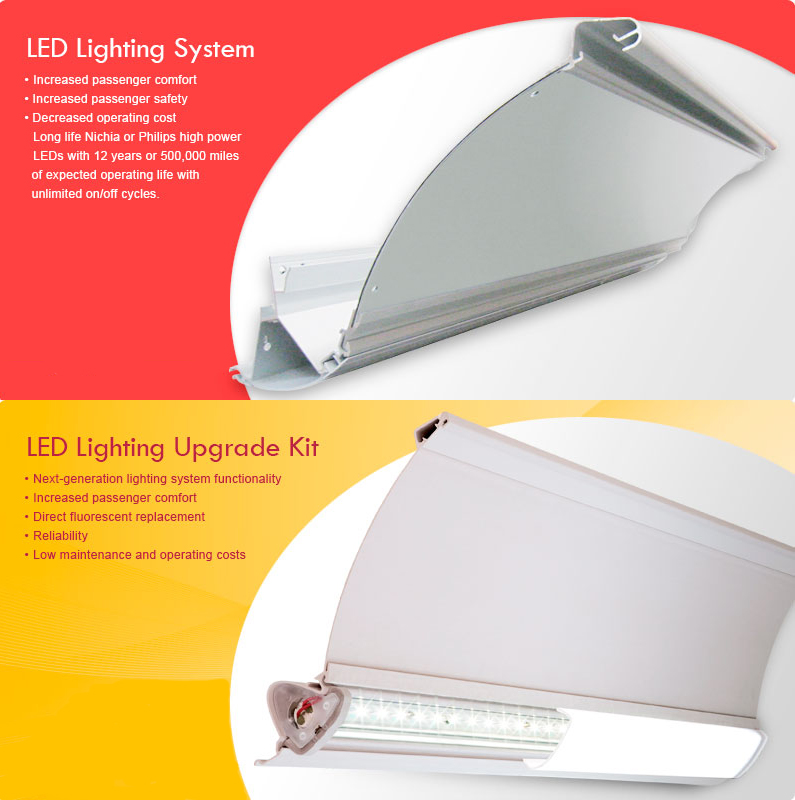 LED Lighting System
• Increased passenger comfort
• Increased passenger safety
• Decreased operating cost
Long life Nichia or Philips high power
LEDs with 12 years or 500,000 miles
of expected operating life with
unlimited on/off cycles.
LED Lighting Upgrade Kit
• Next-generation lighting system functionality
• Increased passenger comfort
• Direct fluorescent replacement
• Reliability
• Low maintenance and operating costs